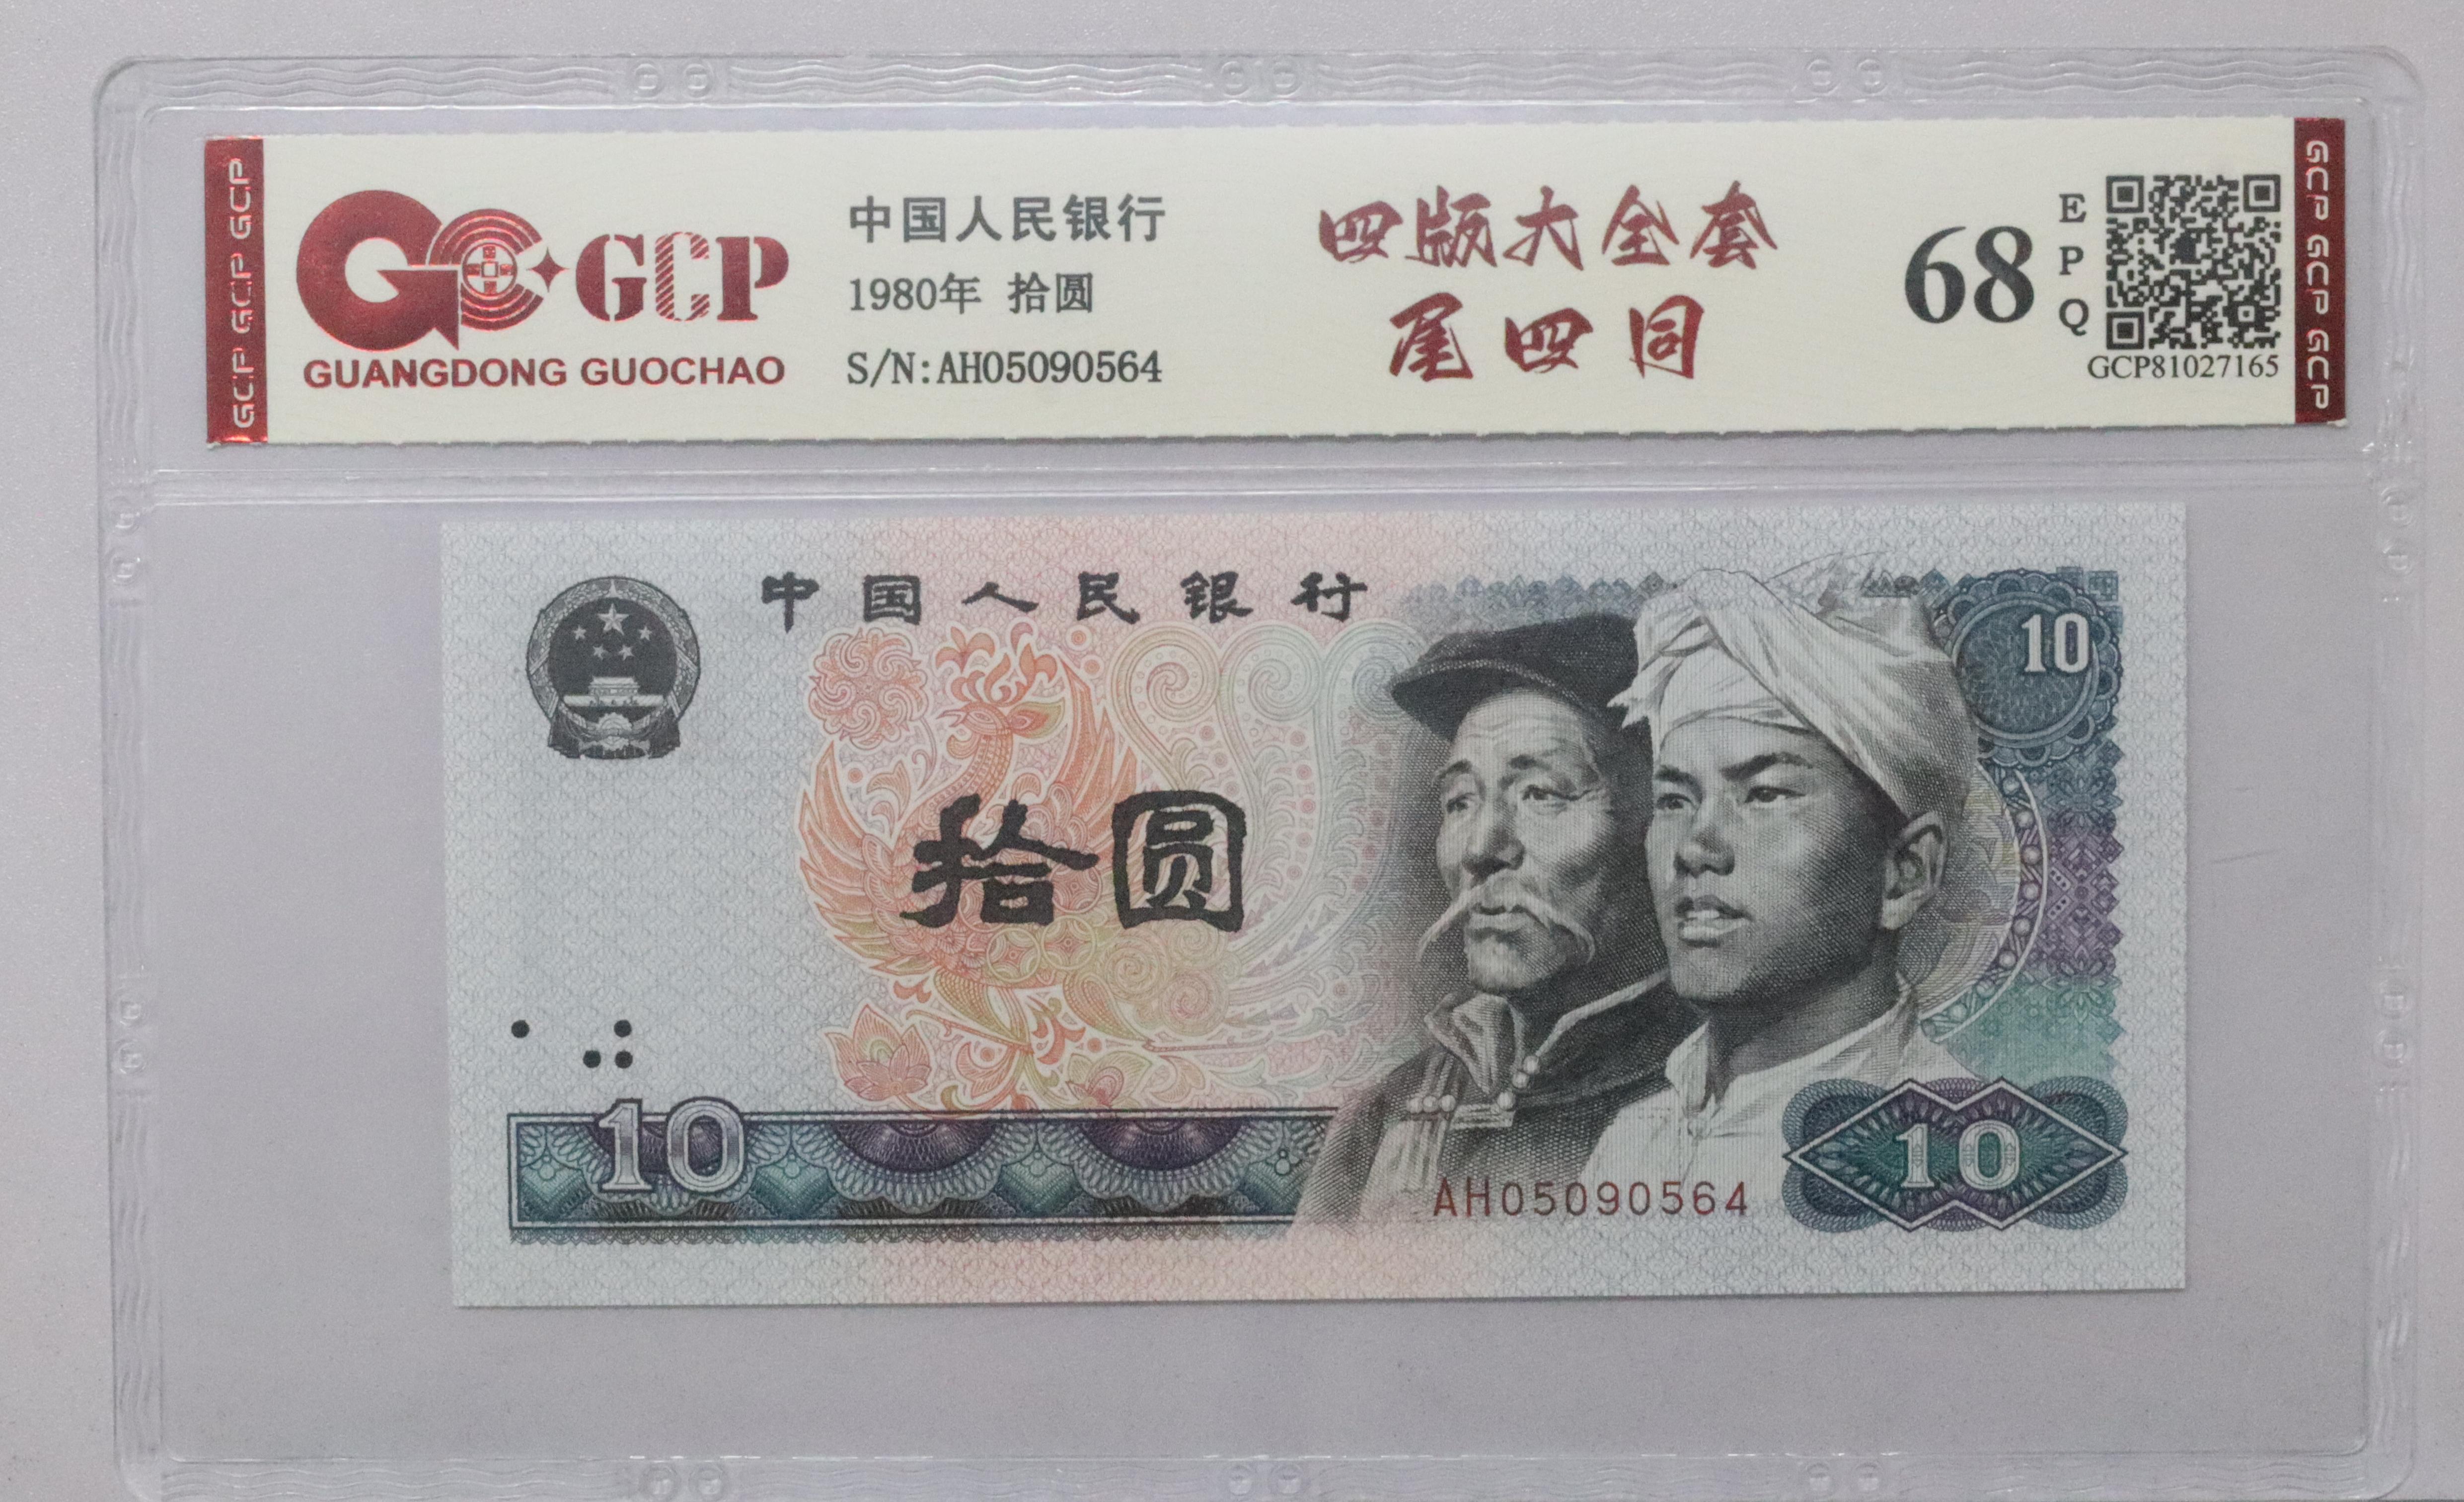 GCP GCP GCP
GCP
GUANGDONG GUOCHAO
中国人民银行
1980年 拾圆
S/N:AH05090564
四版大全套
尾四同
68
E
P
Q
GCP81027165
GCP GCP GCP
中国人民银行
10
拾圆
10
AH05090564
10